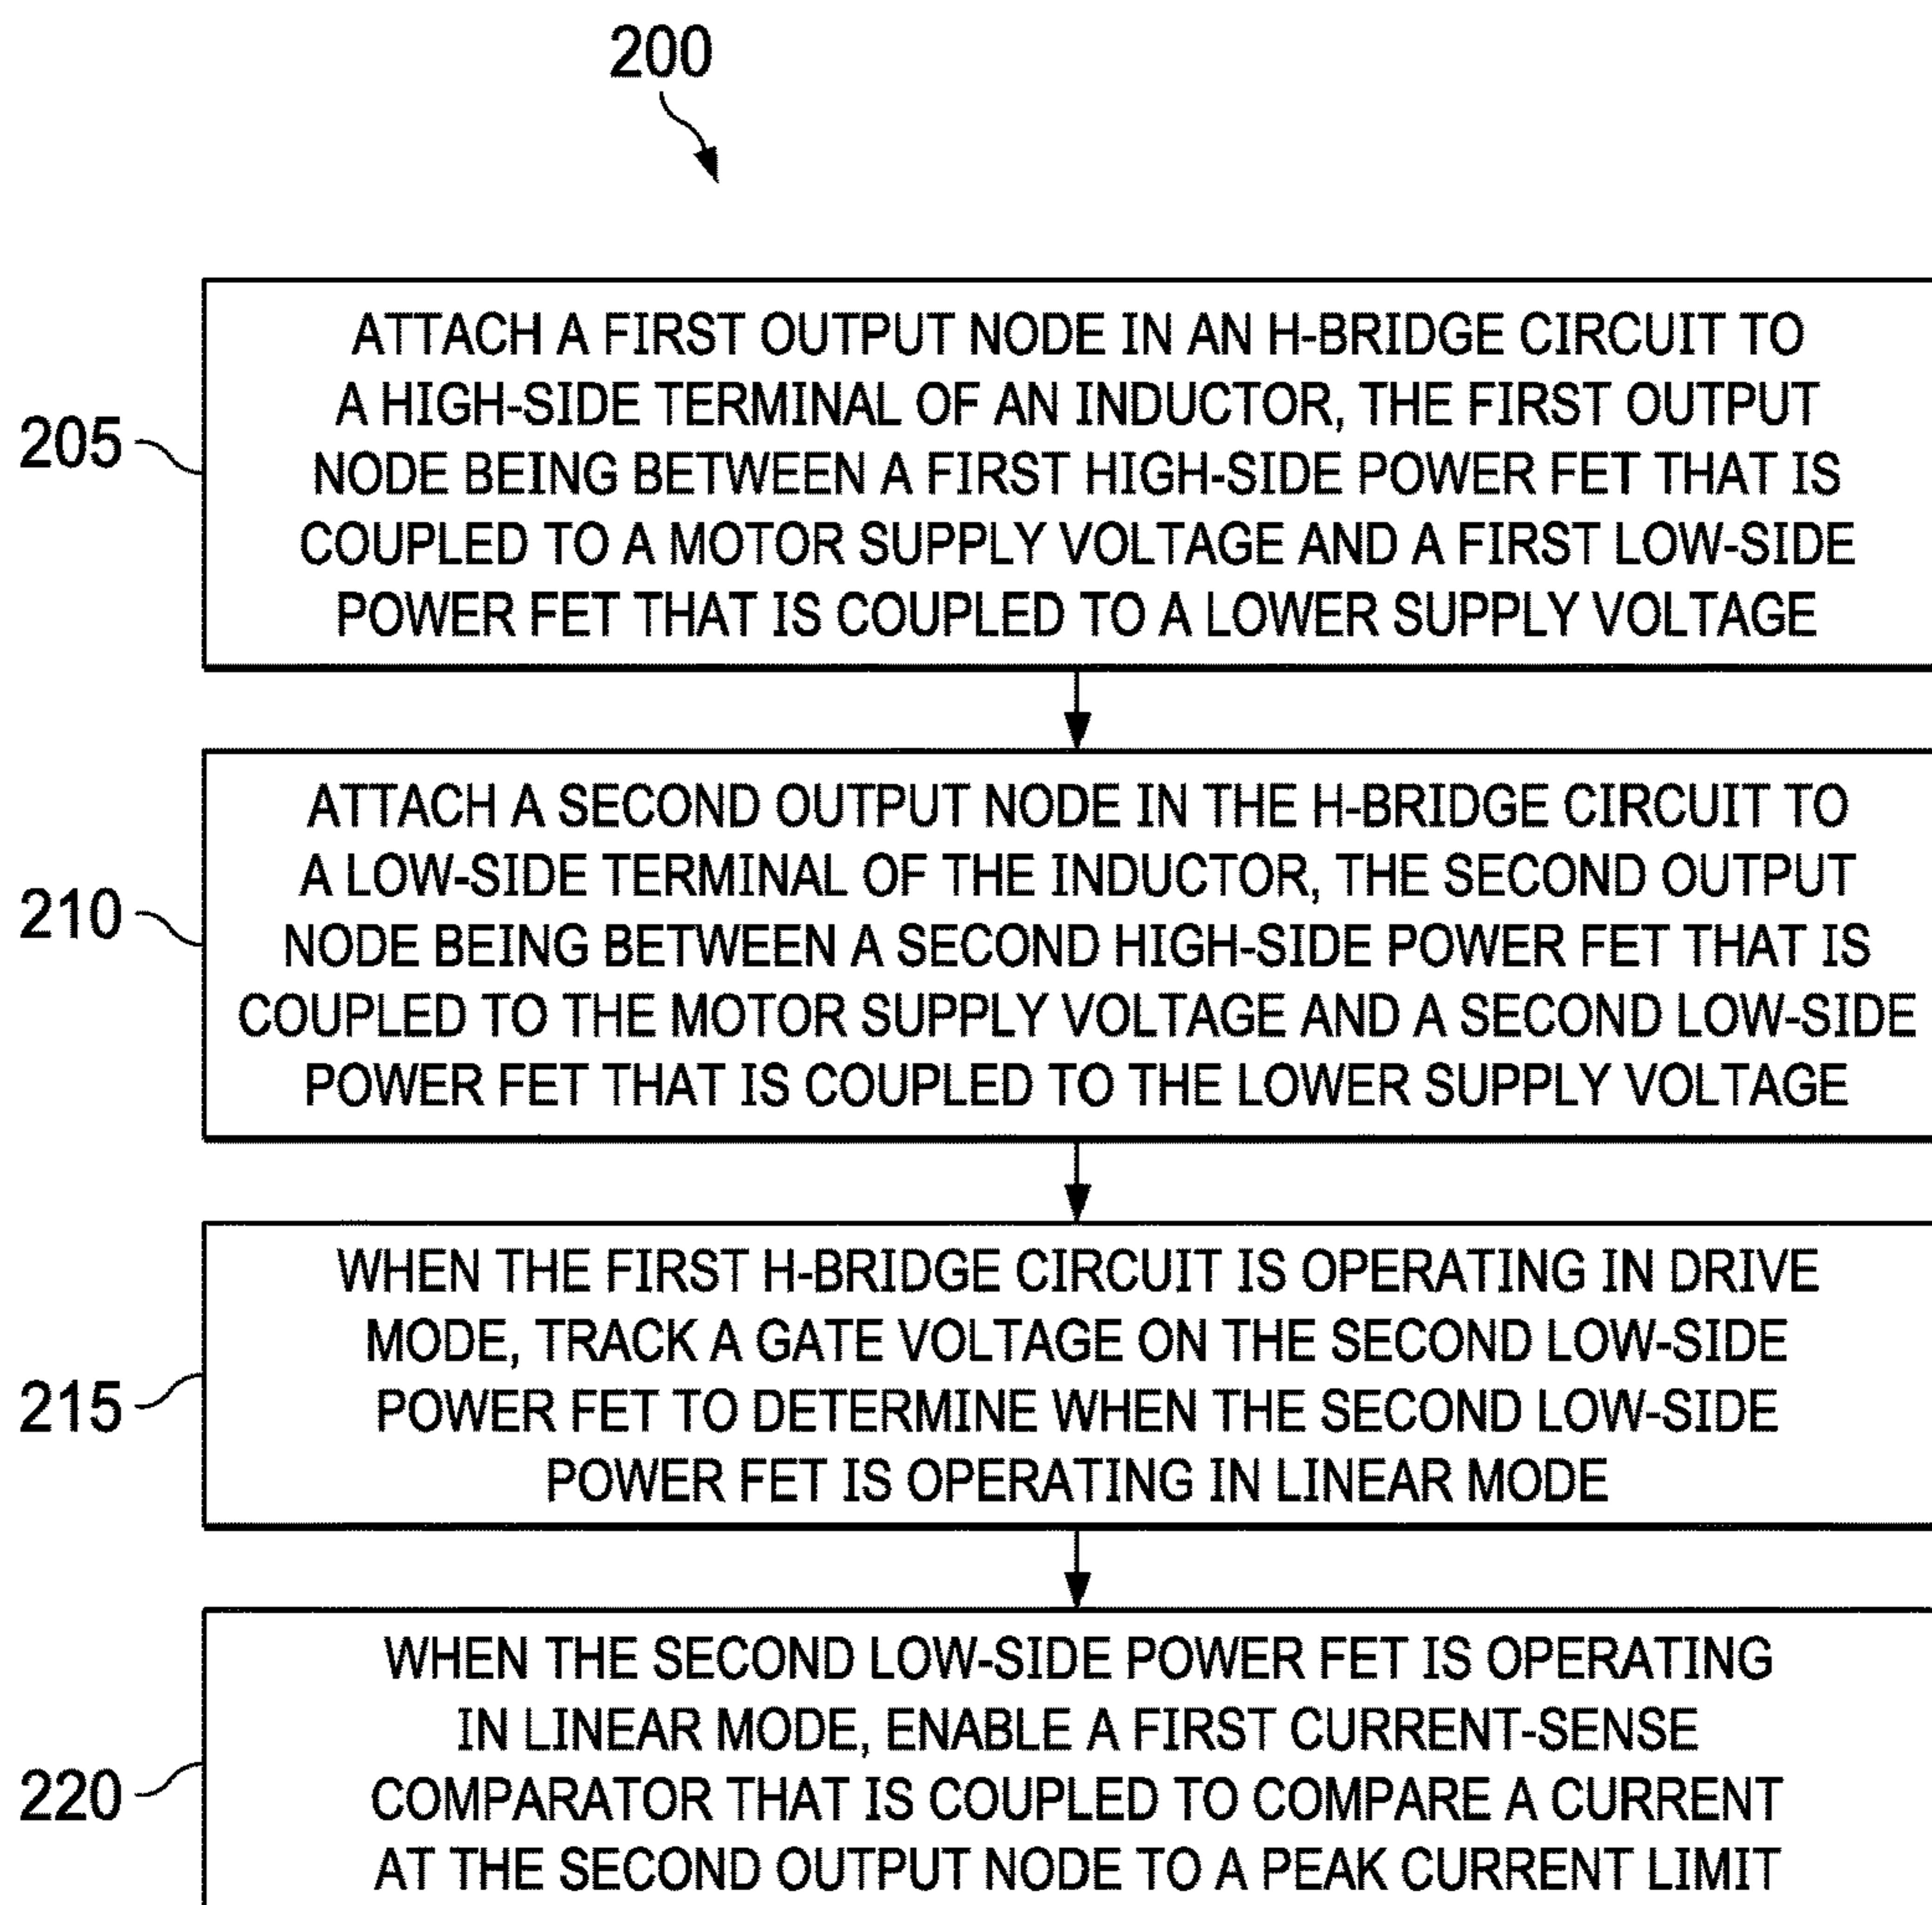 200
205
ATTACH A FIRST OUTPUT NODE IN AN H-BRIDGE CIRCUIT TO
A HIGH-SIDE TERMINAL OF AN INDUCTOR, THE FIRST OUTPUT
NODE BEING BETWEEN A FIRST HIGH-SIDE POWER FET THAT IS
COUPLED TO A MOTOR SUPPLY VOLTAGE AND A FIRST LOW-SIDE
POWER FET THAT IS COUPLED TO A LOWER SUPPLY VOLTAGE
210
ATTACH A SECOND OUTPUT NODE IN THE H-BRIDGE CIRCUIT TO
A LOW-SIDE TERMINAL OF THE INDUCTOR, THE SECOND OUTPUT
NODE BEING BETWEEN A SECOND HIGH-SIDE POWER FET THAT IS
COUPLED TO THE MOTOR SUPPLY VOLTAGE AND A SECOND LOW-SIDE
POWER FET THAT IS COUPLED TO THE LOWER SUPPLY VOLTAGE
215
WHEN THE FIRST H-BRIDGE CIRCUIT IS OPERATING IN DRIVE
MODE, TRACK A GATE VOLTAGE ON THE SECOND LOW-SIDE
POWER FET TO DETERMINE WHEN THE SECOND LOW-SIDE
POWER FET IS OPERATING IN LINEAR MODE
220
WHEN THE SECOND LOW-SIDE POWER FET IS OPERATING
IN LINEAR MODE, ENABLE A FIRST CURRENT-SENSE
COMPARATOR THAT IS COUPLED TO COMPARE A CURRENT
AT THE SECOND OUTPUT NODE TO A PEAK CURRENT LIMIT